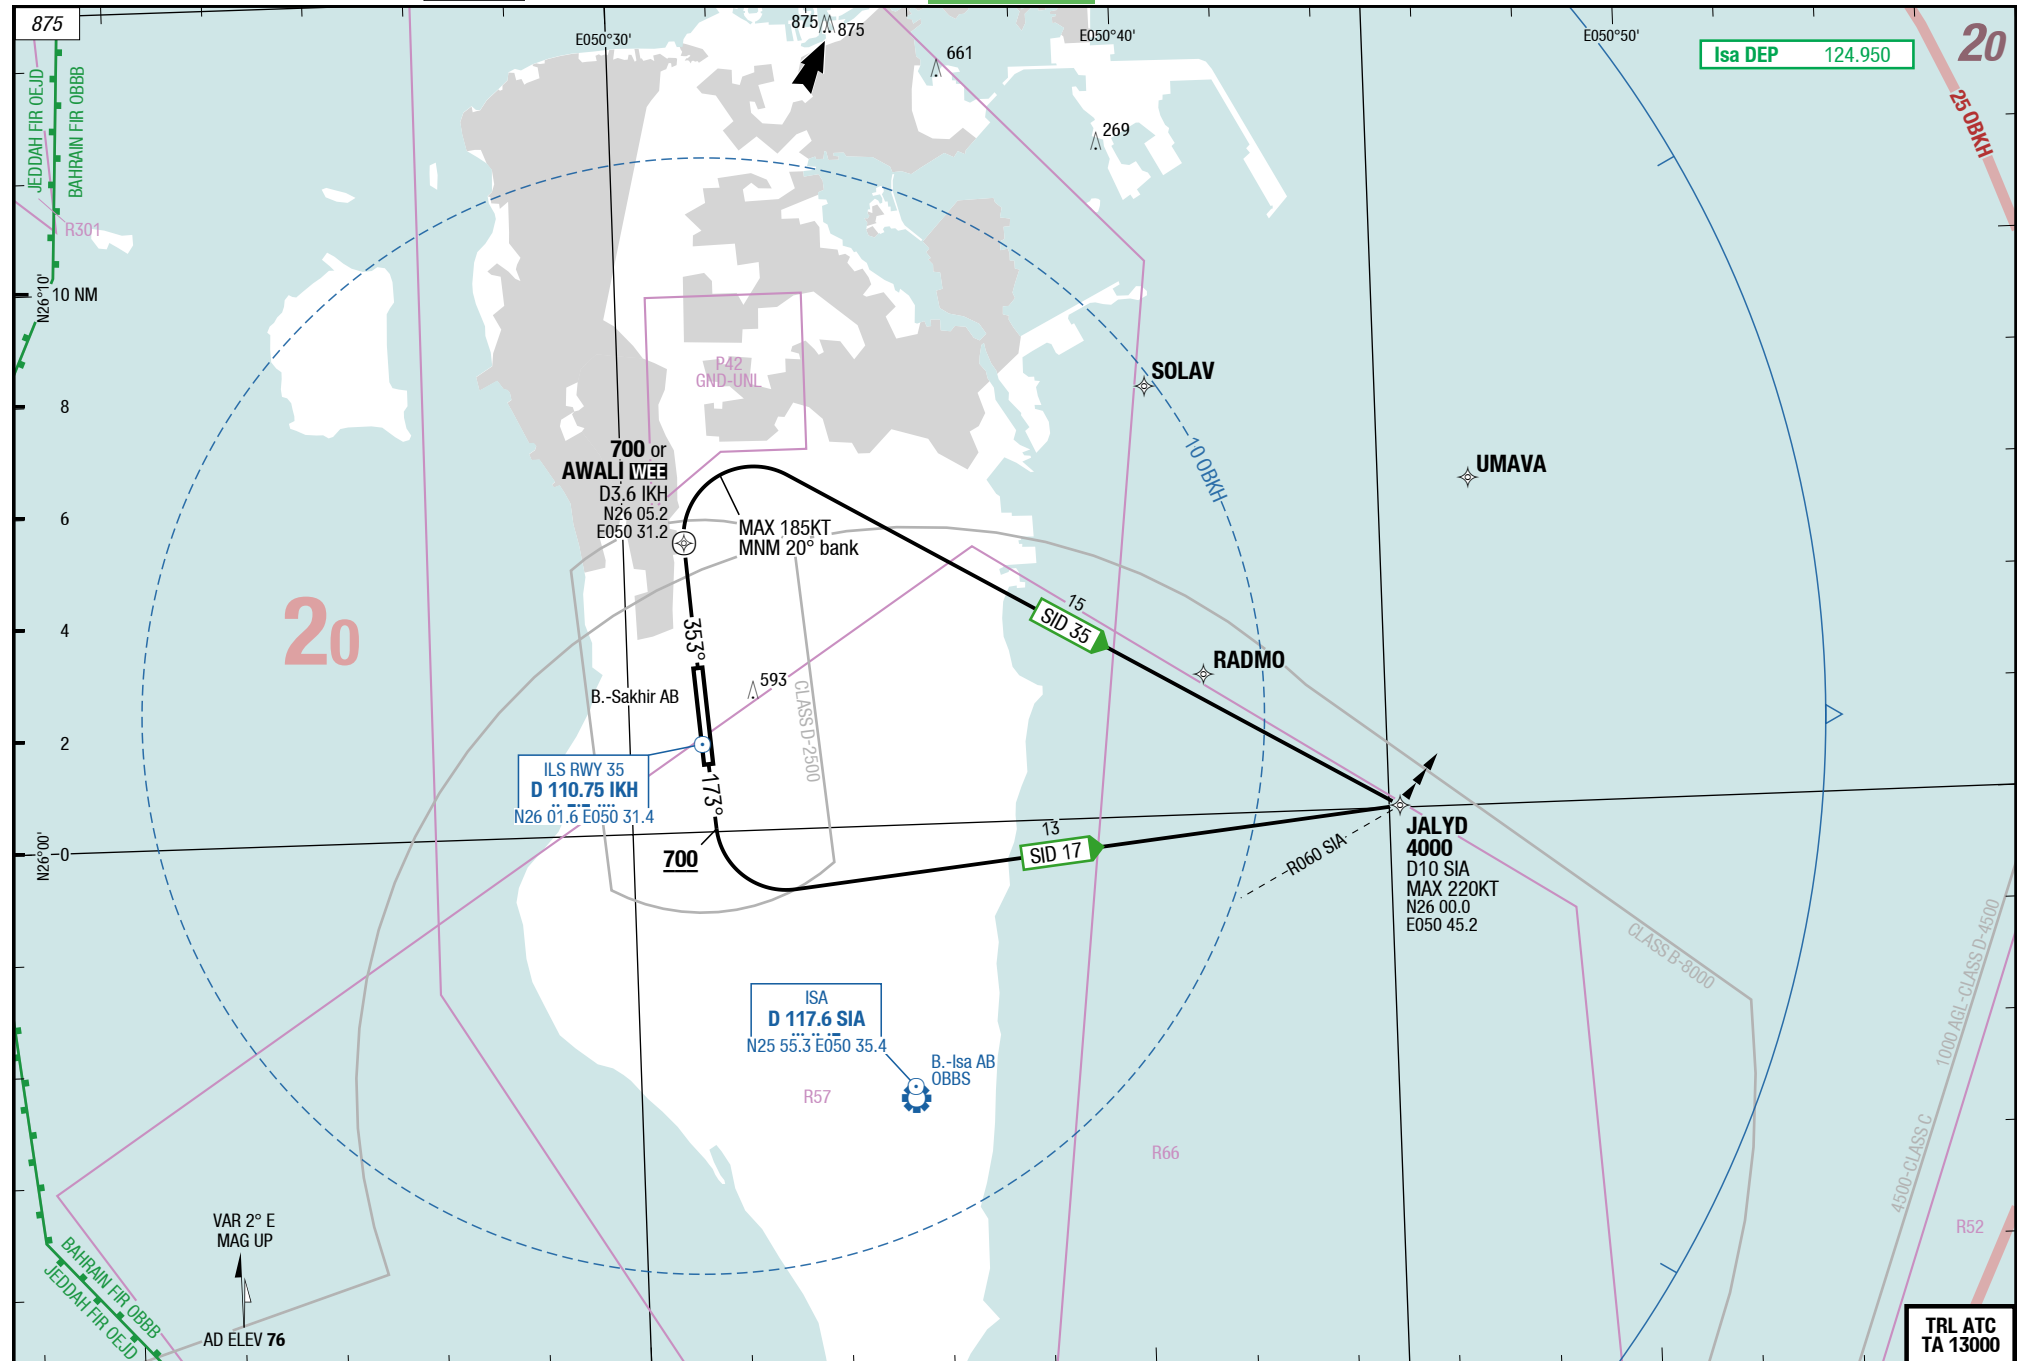 875
875
875
661
269
E050°30'
E050°40'
E050°50'
Isa DEP 124.950
20
25 OBKH
JEDDAH FIR OEJD
BAHRAIN FIR OBBB
R301
N26°10'
10 NM
8
6
4
2
0
N26°00'
P42
GND-UNL
SOLAV
10 OBKH
UMAVA
700 or
AWALI WEE
D3.6 IKH
N26 05.2
E050 31.2
MAX 185KT
MNM 20° bank
20
15
SID 35
RADMO
353°
B.-Sakhir AB
593
CLASS D-2500
ILS RWY 35
D 110.75 IKH
N26 01.6 E050 31.4
173°
700
13
SID 17
R060 SIA
JALYD
4000
D10 SIA
MAX 220KT
N26 00.0
E050 45.2
CLASS B-8000
1000 AGL-CLASS D-4500
4500-CLASS C
ISA
D 117.6 SIA
N25 55.3 E050 35.4
B.-Isa AB
OBBS
R57
R66
R52
VAR 2° E
MAG UP
AD ELEV 76
BAHRAIN FIR OBBB
JEDDAH FIR OEJD
TRL ATC
TA 13000